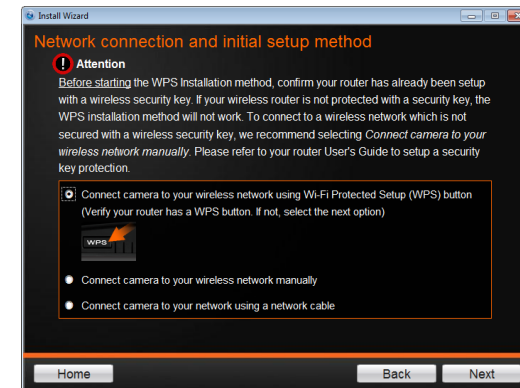 Install Wizard
Network connection and initial setup method
! Attention
Before starting the WPS Installation method, confirm your router has already been setup
with a wireless security key. If your wireless router is not protected with a security key, the
WPS installation method will not work. To connect to a wireless network which is not
secured with a wireless security key, we recommend selecting Connect camera to your
wireless network manually. Please refer to your router User's Guide to setup a security
key protection.
Connect camera to your wireless network using Wi-Fi Protected Setup (WPS) button
(Verify your router has a WPS button. If not, select the next option)
WPS
Connect camera to your wireless network manually
Connect camera to your network using a network cable
Home Back Next